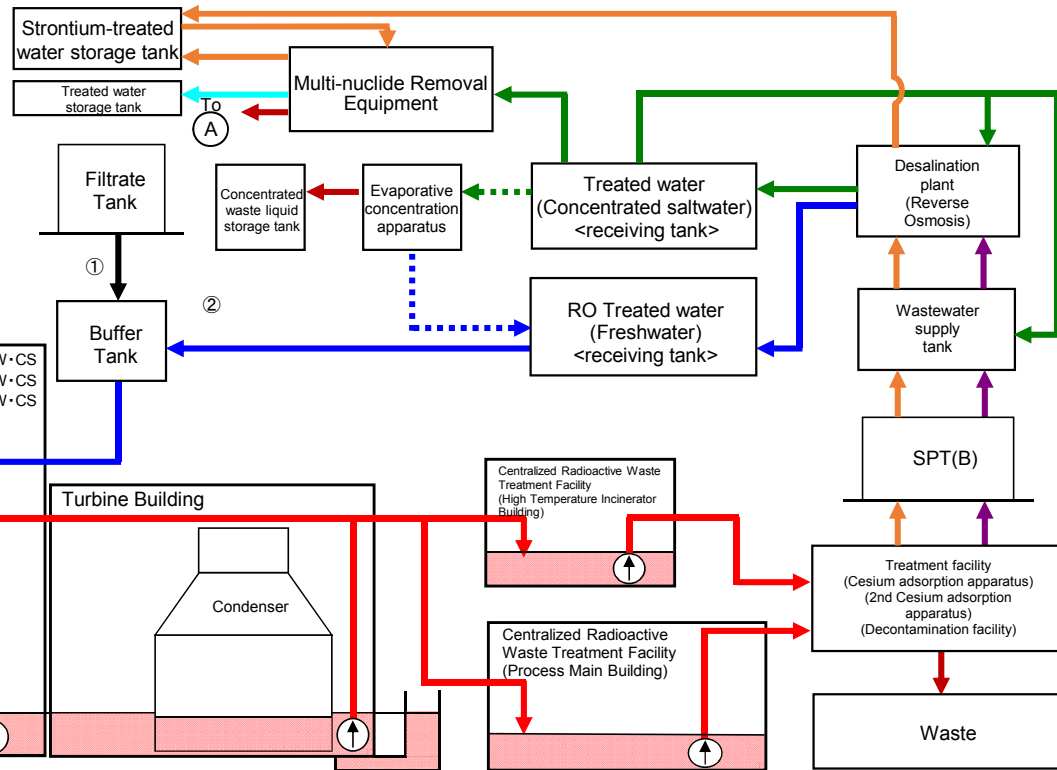 Strontium-treated
water storage tank
Multi-nuclide Removal
Equipment
Treated water
storage tank
To
A
Filtrate
Tank
Concentrated
waste liquid
storage tank
Evaporative
concentration
apparatus
Treated water
(Concentrated saltwater)
<receiving tank>
Desalination
plant
(Reverse
Osmosis)
①
②
Buffer
Tank
RO Treated water
(Freshwater)
<receiving tank>
Wastewater
supply
tank
W・CS
W・CS
W・CS
SPT(B)
Turbine Building
Condenser
Centralized Radioactive Waste
Treatment Facility
(High Temperature Incinerator
Building)
Treatment facility
(Cesium adsorption apparatus)
(2nd Cesium adsorption
apparatus)
(Decontamination facility)
Centralized Radioactive
Waste Treatment Facility
(Process Main Building)
Waste